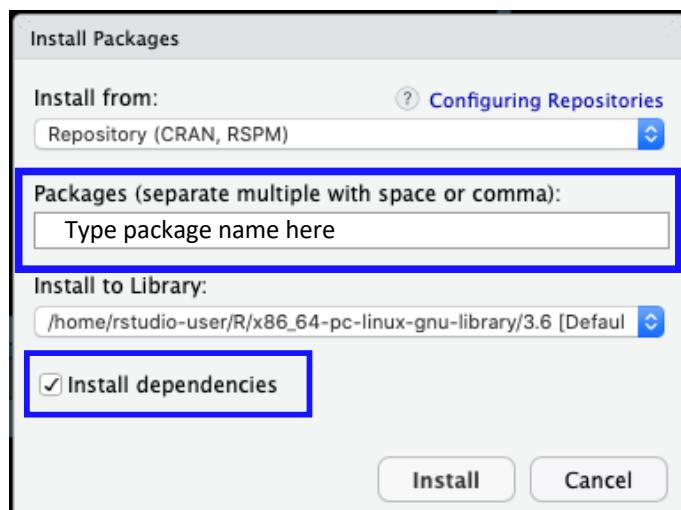 Install Packages
Install from:
? Configuring Repositories
Repository (CRAN, RSPM)
Packages (separate multiple with space or comma):
Type package name here
Install to Library:
/home/rstudio-user/R/x86_64-pc-linux-gnu-library/3.6 [Defaul
Install dependencies
Install
Cancel